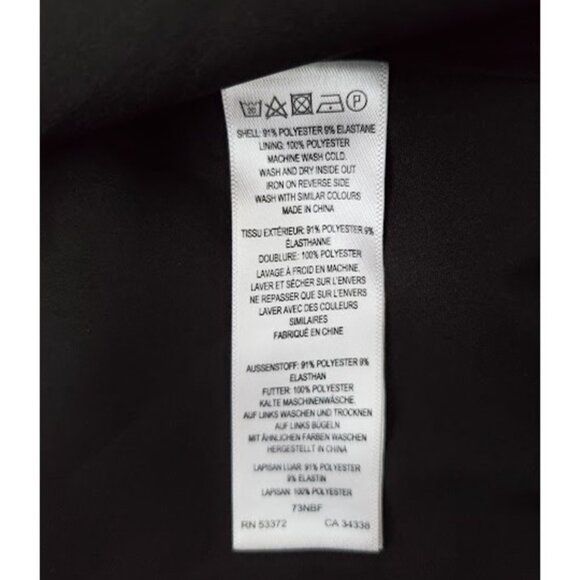 SHELL: 91% POLYESTER 9% ELASTANE
LINING: 100% POLYESTER
MACHINE WASH COLD.
WASH AND DRY INSIDE OUT
IRON ON REVERSE SIDE
WASH WITH SIMILAR COLOURS
MADE IN CHINA
TISSU EXTÉRIEUR: 91% POLYESTER 9%
ÉLASTHANNE
DOUBLURE: 100% POLYESTER
LAVAGE À FROID EN MACHINE.
LAVER ET SÉCHER SUR L'ENVERS
NE REPASSER QUE SUR L'ENVERS
LAVER AVEC DES COULEURS
SIMILAIRES
FABRIQUÉ EN CHINE
AUSSENSTOFF: 91% POLYESTER 9%
ELASTHAN
FUTTER: 100% POLYESTER
KALTE MASCHINENWÄSCHE.
AUF LINKS WASCHEN UND TROCKNEN
AUF LINKS BÜGELN
MIT ÄHNLICHEN FARBEN WASCHEN
HERGESTELLT IN CHINA
LAPISAN LUAR: 91% POLYESTER
9% ELASTIN
LAPISAN: 100% POLYESTER
73NBF
RN 53372 CA 34338